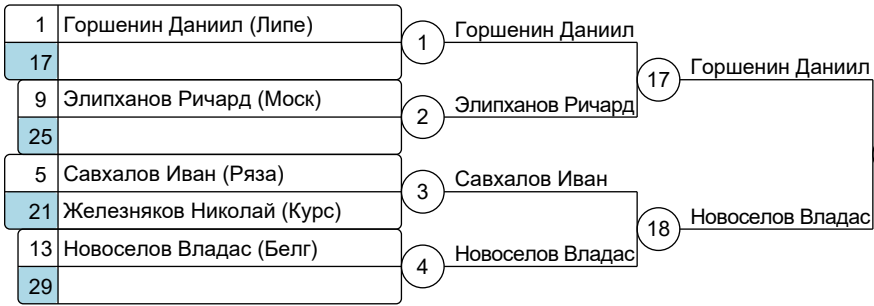 1 Горшенин Даниил (Липе)
17
9 Элипханов Ричард (Моск)
25
5 Савхалов Иван (Ряза)
21 Железняков Николай (Курс)
13 Новоселов Владас (Белг)
29
1 Горшенин Даниил
2 Элипханов Ричард
3 Савхалов Иван
4 Новоселов Владас
17 Горшенин Даниил
18 Новоселов Владас